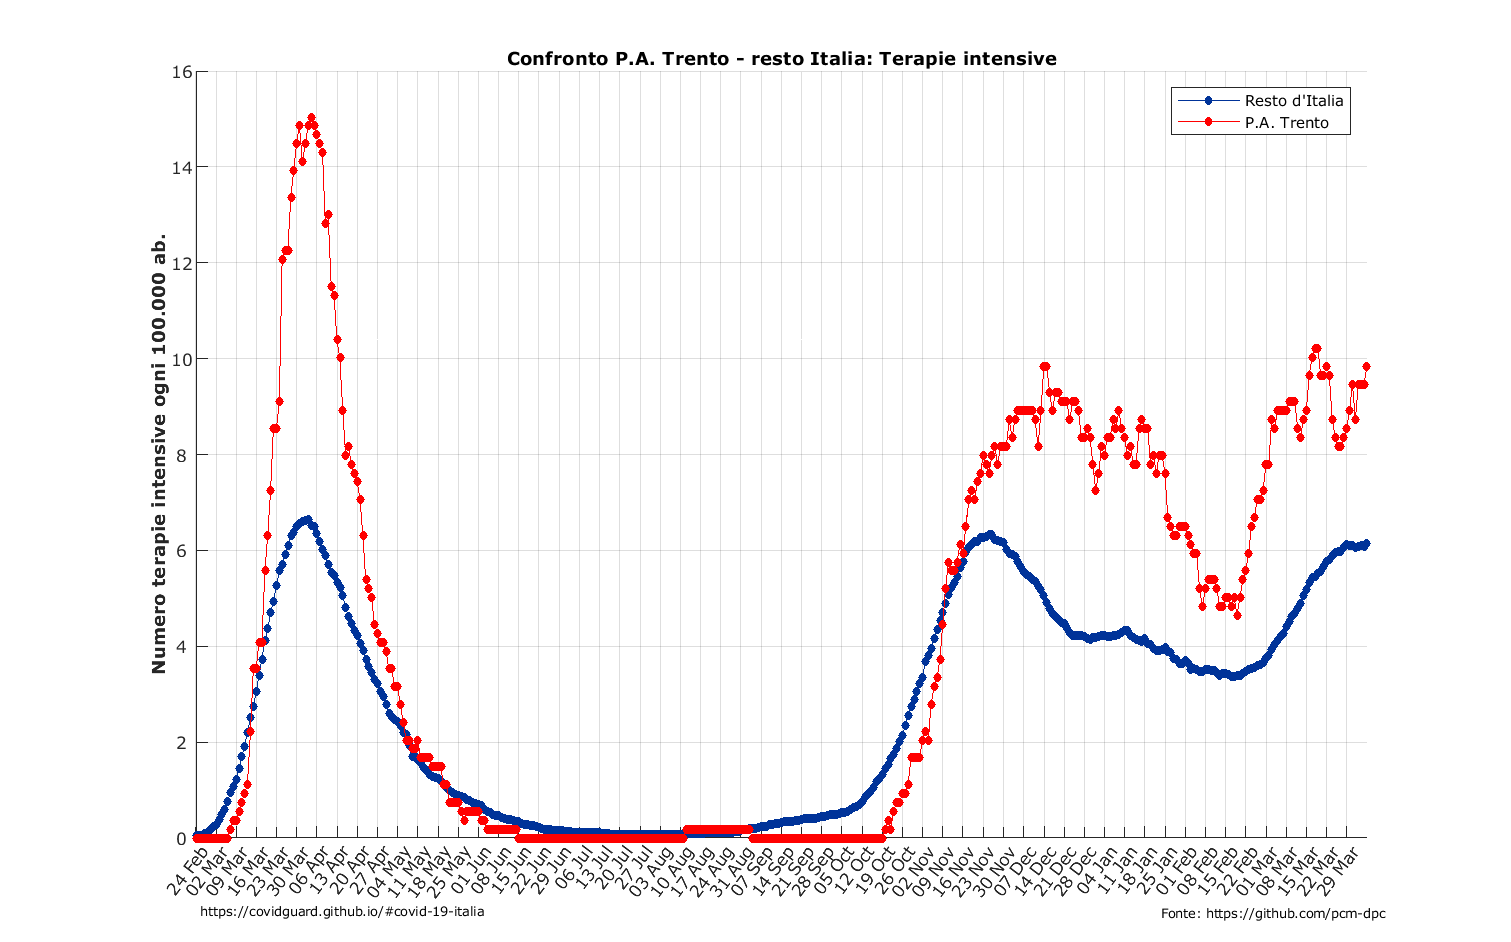 Confronto P.A. Trento - resto Italia: Terapie intensive
Numero terapie intensive ogni 100.000 ab.
16
14
12
10
8
6
4
2
0
Resto d'Italia
P.A. Trento
24 Feb
02 Mar
09 Mar
16 Mar
23 Mar
30 Mar
06 Apr
13 Apr
20 Apr
27 Apr
04 May
11 May
18 May
25 May
01 Jun
08 Jun
15 Jun
22 Jun
29 Jun
06 Jul
13 Jul
20 Jul
27 Jul
03 Aug
10 Aug
17 Aug
24 Aug
31 Aug
07 Sep
14 Sep
21 Sep
28 Sep
05 Oct
12 Oct
19 Oct
26 Oct
02 Nov
09 Nov
16 Nov
23 Nov
30 Nov
07 Dec
14 Dec
21 Dec
28 Dec
04 Jan
11 Jan
18 Jan
25 Jan
01 Feb
08 Feb
15 Feb
22 Feb
01 Mar
08 Mar
15 Mar
22 Mar
29 Mar
https://covidguard.github.io/#covid-19-italia
Fonte: https://github.com/pcm-dpc